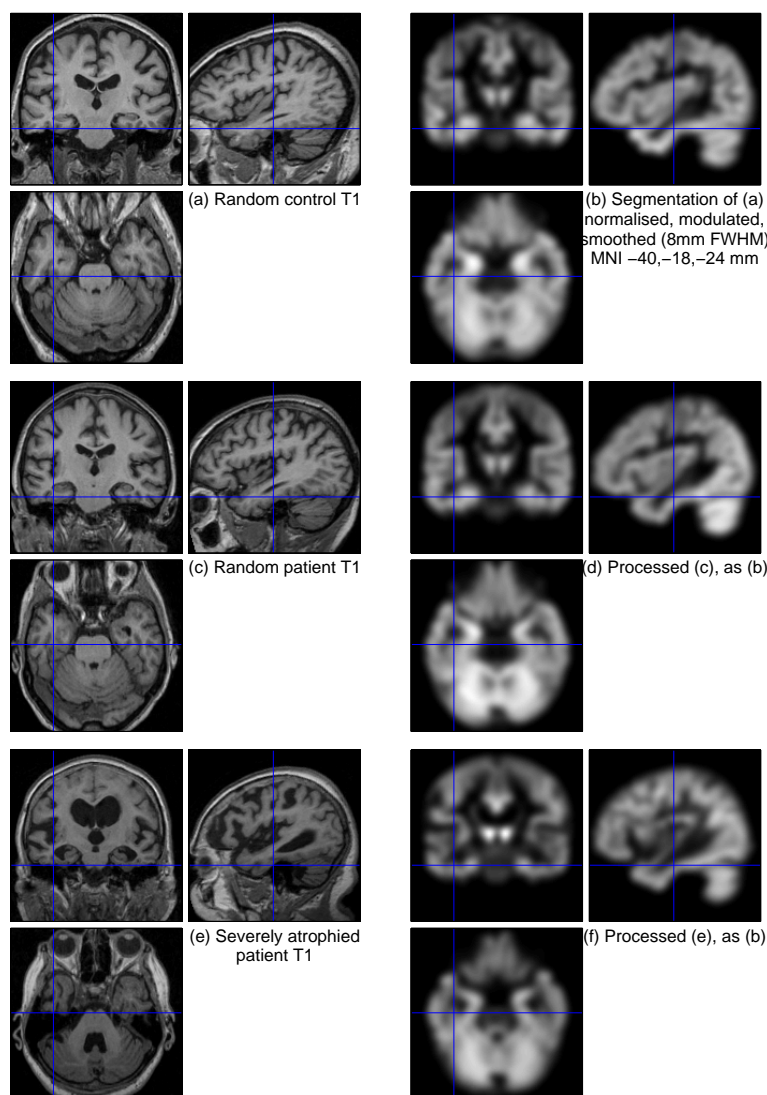 (a) Random control T1
(b) Segmentation of (a)
normalised, modulated,
smoothed (8mm FWHM)
MNI −40,−18,−24 mm
(c) Random patient T1
(d) Processed (c), as (b)
(e) Severely atrophied
patient T1
(f) Processed (e), as (b)